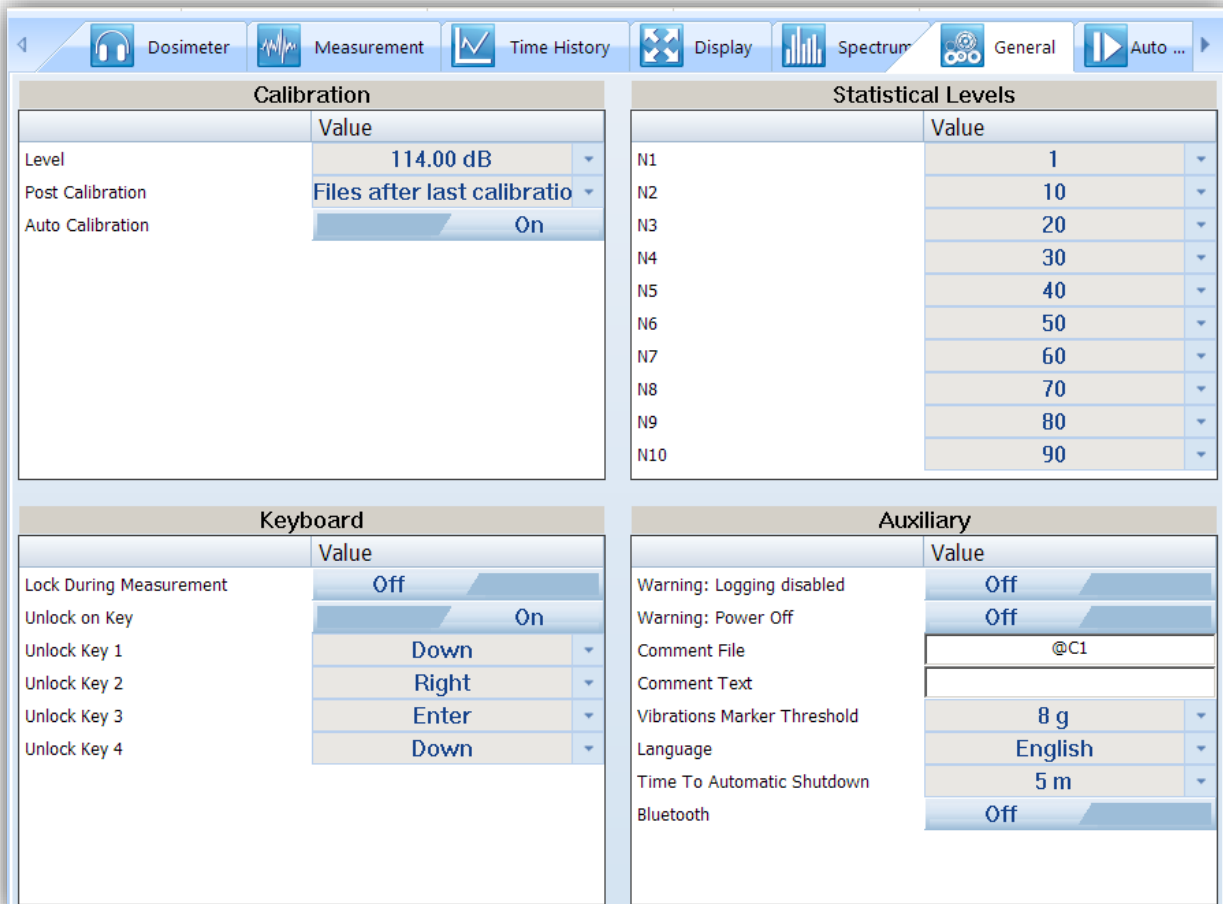 Dosimeter Measurement Time History Display Spectrum General Auto ...
Calibration
Value
Level 114.00 dB
Post Calibration Files after last calibratio
Auto Calibration On
Statistical Levels
Value
N1 1
N2 10
N3 20
N4 30
N5 40
N6 50
N7 60
N8 70
N9 80
N10 90
Keyboard
Value
Lock During Measurement Off
Unlock on Key On
Unlock Key 1 Down
Unlock Key 2 Right
Unlock Key 3 Enter
Unlock Key 4 Down
Auxiliary
Value
Warning: Logging disabled Off
Warning: Power Off Off
Comment File @C1
Comment Text
Vibrations Marker Threshold 8 g
Language English
Time To Automatic Shutdown 5 m
Bluetooth Off